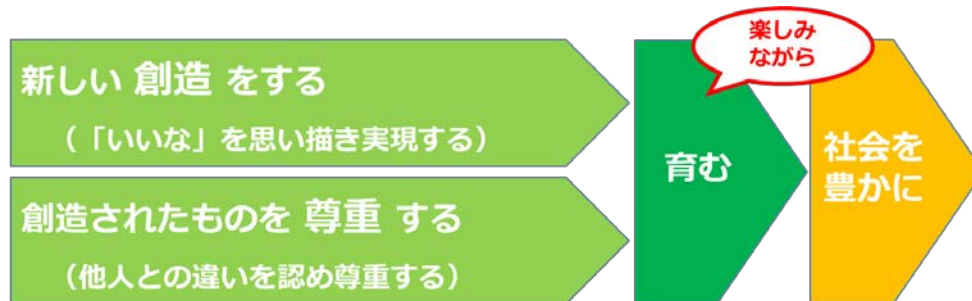 新しい 創造 をする
（「いいな」を思い描き実現する）
創造されたものを 尊重 する
（他人との違いを認め尊重する）
育む
楽しみ
ながら
社会を
豊かに